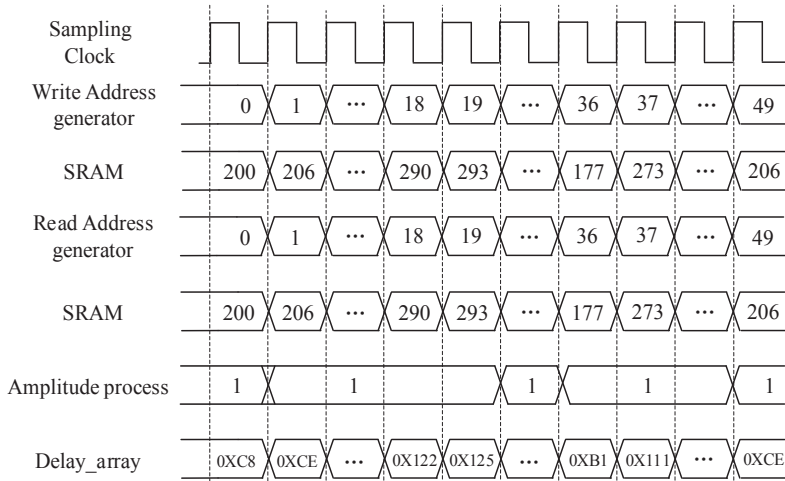 Sampling
Clock
Write Address
generator
0 1 ... 18 19 ... 36 37 ... 49
SRAM
200 206 ... 290 293 ... 177 273 ... 206
Read Address
generator
0 1 ... 18 19 ... 36 37 ... 49
SRAM
200 206 ... 290 293 ... 177 273 ... 206
Amplitude process
1 1 1 1 1
Delay_array
0XC8 0XCE ... 0X122 0X125 ... 0XB1 0X111 ... 0XCE